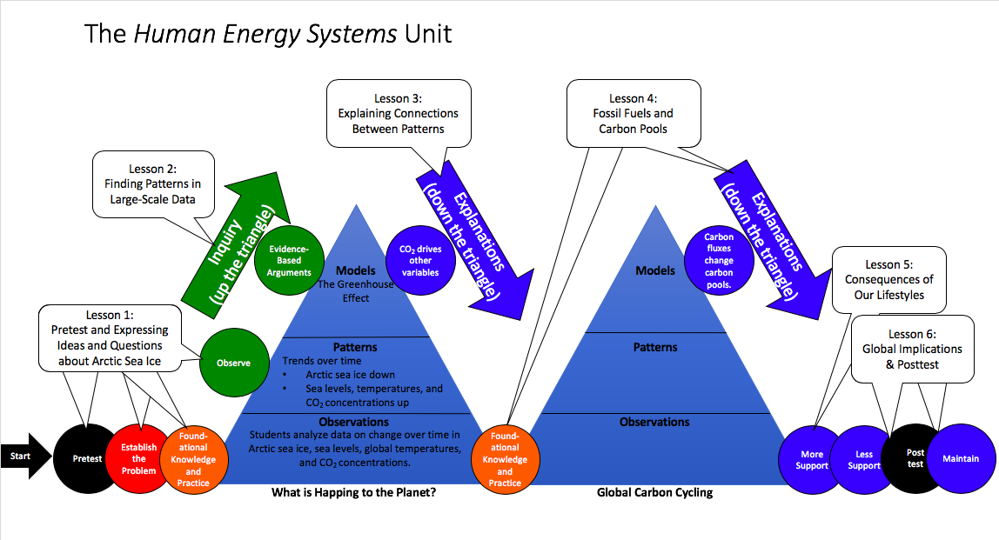 The Human Energy Systems Unit
Lesson 3:
Explaining Connections
Between Patterns
Lesson 4:
Fossil Fuels and
Carbon Pools
Lesson 2:
Finding Patterns in
Large-Scale Data
Inquiry
(up the triangle)
Evidence-
Based
Arguments
CO₂ drives
other
variables
Explanations
(down the triangle)
Carbon
fluxes
change
carbon
pools.
Explanations
(down the triangle)
Lesson 5:
Consequences of
Our Lifestyles
Lesson 6:
Global Implications
& Posttest
Lesson 1:
Pretest and Expressing
Ideas and Questions
about Arctic Sea Ice
Observe
Models
The Greenhouse
Effect
Patterns
Trends over time
• Arctic sea ice down
• Sea levels, temperatures, and
CO₂ concentrations up
Observations
Students analyze data on change over time in
Arctic sea ice, sea levels, global temperatures,
and CO₂ concentrations.
Models
Patterns
Observations
Start
Pretest
Establish
the
Problem
Found-
ational
Knowledge
and
Practice
Found-
ational
Knowledge
and
Practice
More
Support
Less
Support
Post
test
Maintain
What is Happing to the Planet?
Global Carbon Cycling